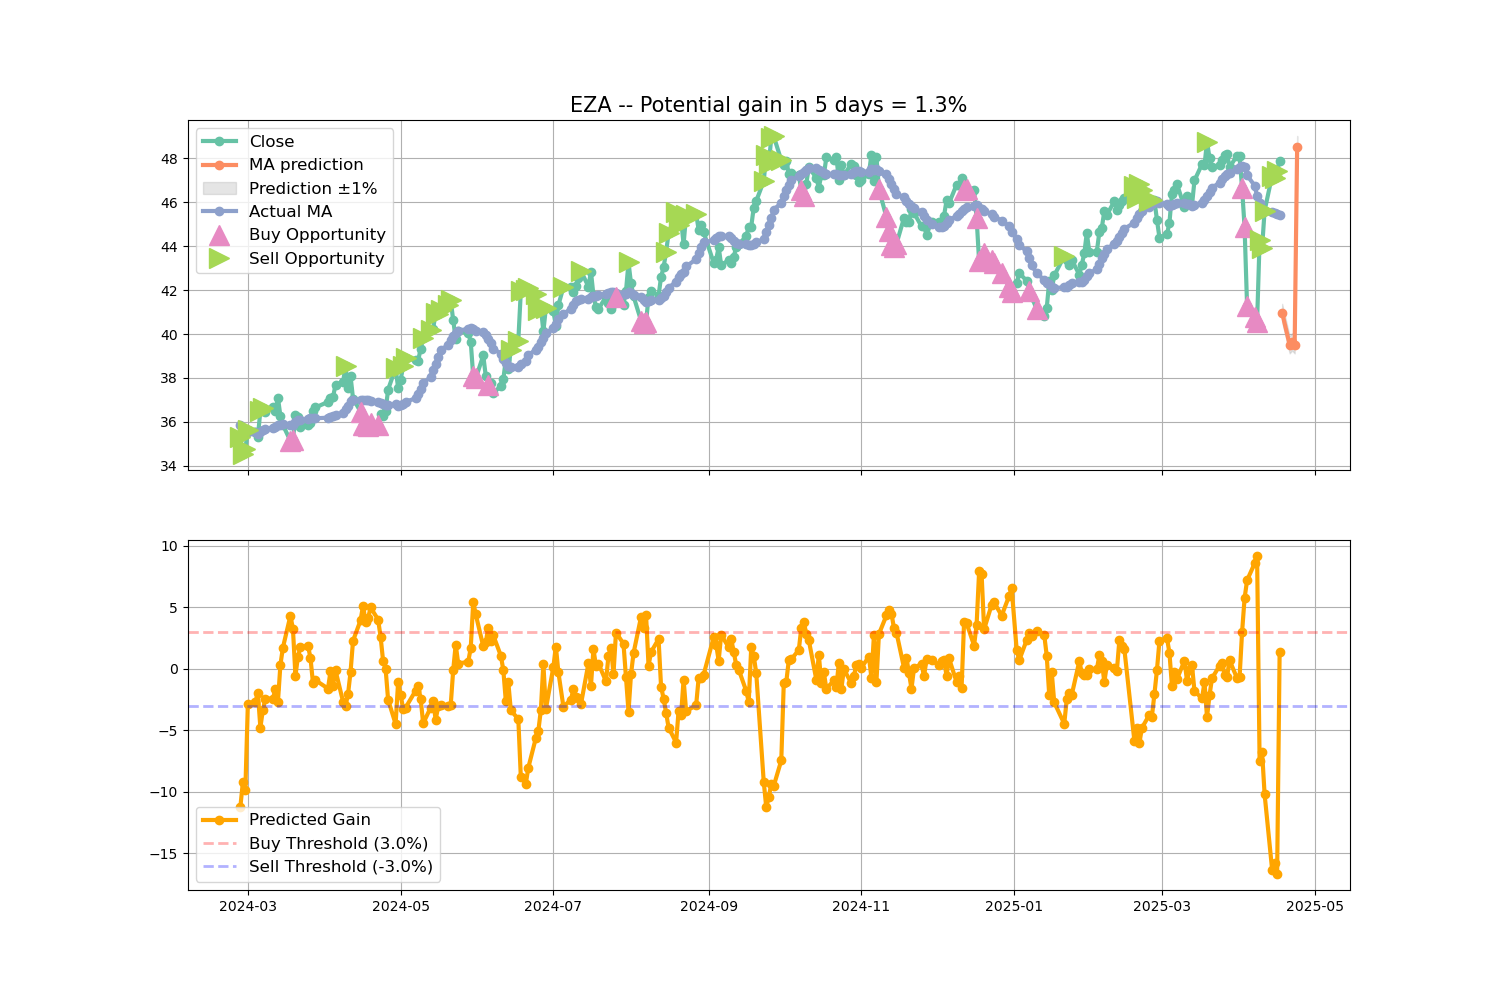 EZA -- Potential gain in 5 days = 1.3%
Close
MA prediction
Prediction ±1%
Actual MA
Buy Opportunity
Sell Opportunity
48
46
44
42
40
38
36
34
10
5
0
−5
−10
−15
Predicted Gain
Buy Threshold (3.0%)
Sell Threshold (-3.0%)
2024-03 2024-05 2024-07 2024-09 2024-11 2025-01 2025-03 2025-05